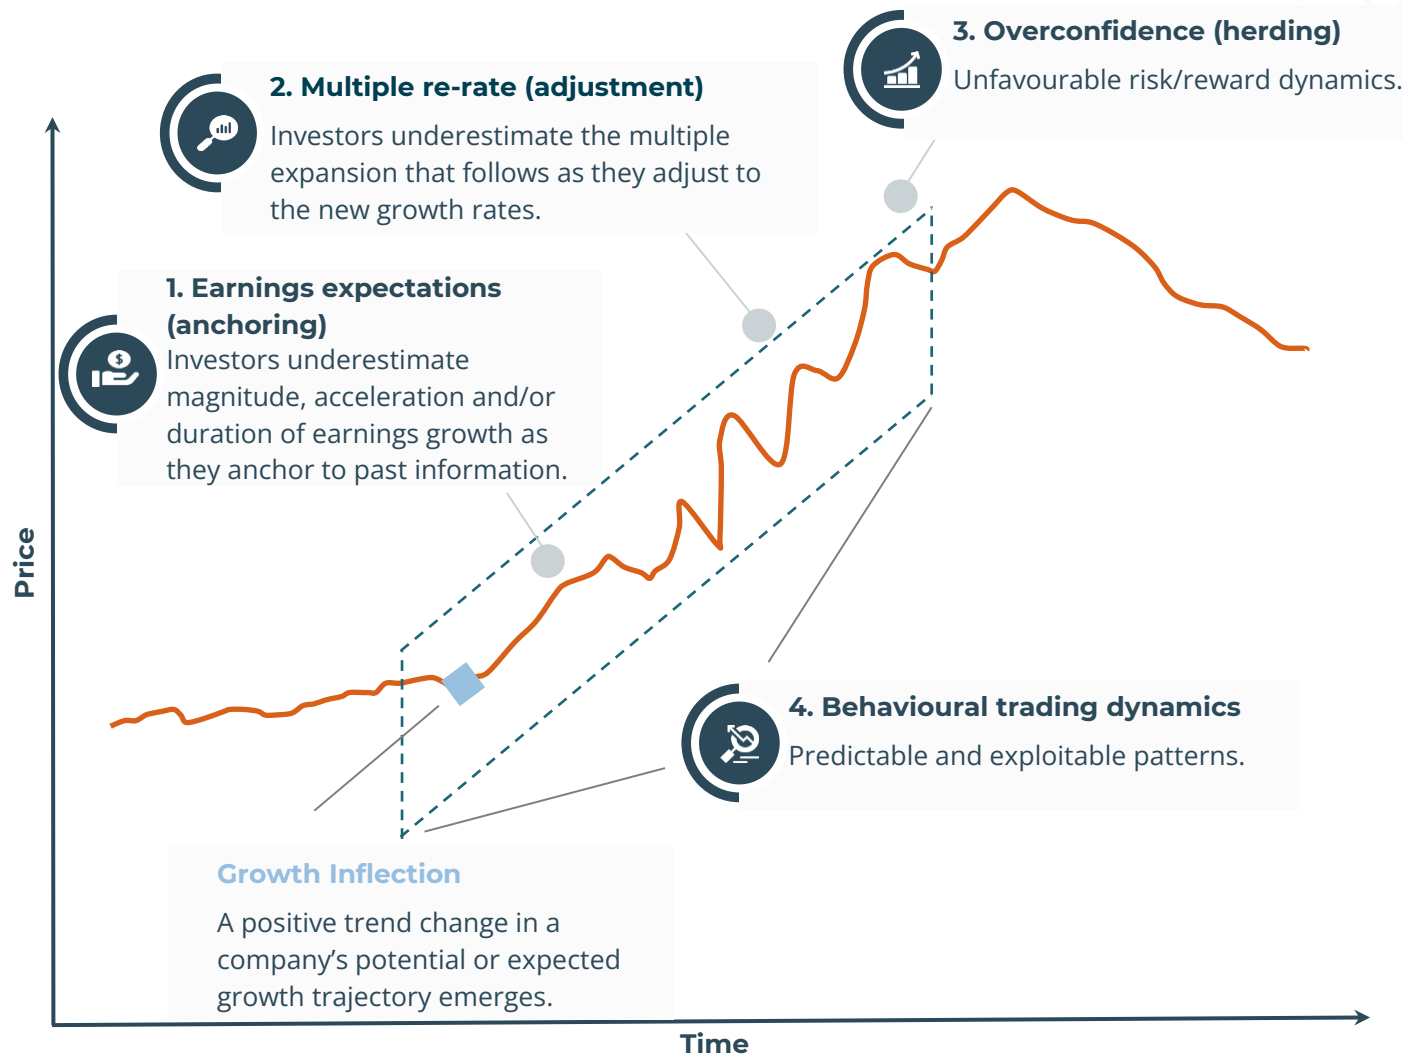 3. Overconfidence (herding)
Unfavourable risk/reward dynamics.
2. Multiple re-rate (adjustment)
Investors underestimate the multiple
expansion that follows as they adjust to
the new growth rates.
1. Earnings expectations
(anchoring)
Investors underestimate
magnitude, acceleration and/or
duration of earnings growth as
they anchor to past information.
$
Price
4. Behavioural trading dynamics
Predictable and exploitable patterns.
Growth Inflection
A positive trend change in a
company’s potential or expected
growth trajectory emerges.
Time